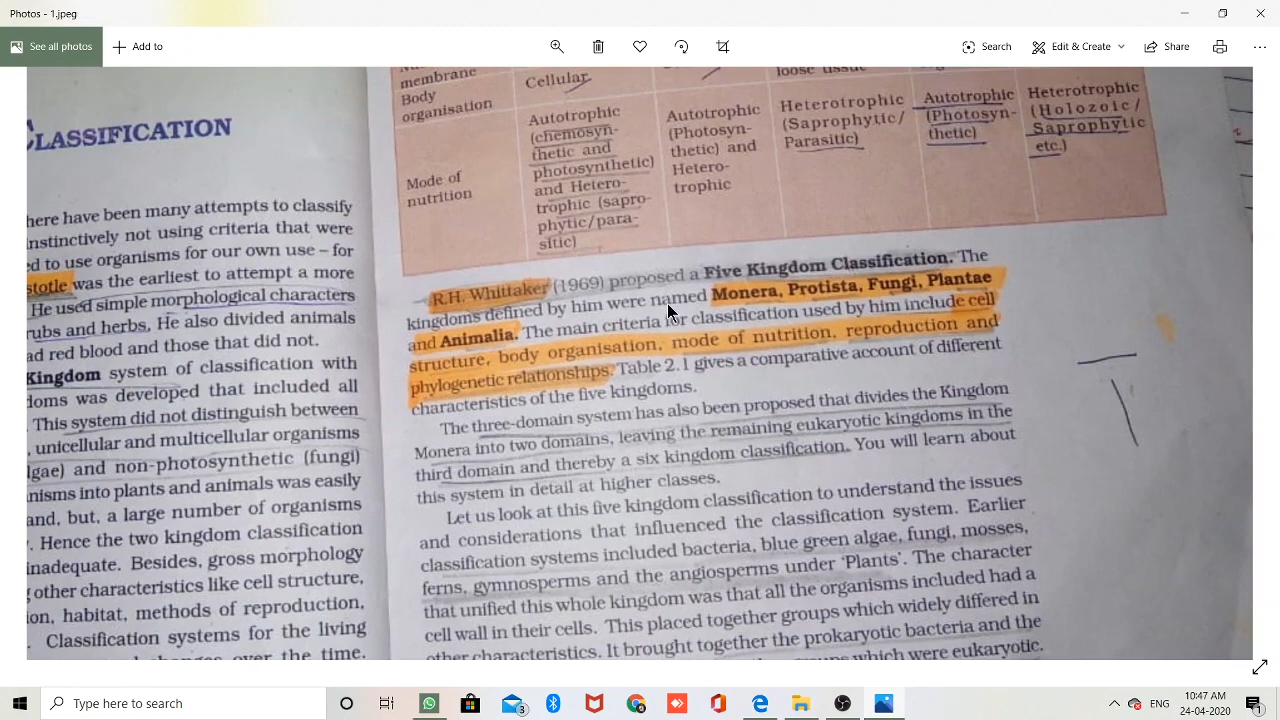 Photos - 1.jpeg
See all photos
Add to
Search
Edit & Create
Share
CLASSIFICATION
here have been many attempts to classify
nstinctively not using criteria that were
ed to use organisms for our own use – for
stotle was the earliest to attempt a more
He used simple morphological characters
rubs and herbs. He also divided animals
ad red blood and those that did not.
Kingdom system of classification with
doms was developed that included all
. This system did not distinguish between
, unicellular and multicellular organisms
lgae) and non-photosynthetic (fungi)
nisms into plants and animals was easily
and, but, a large number of organisms
. Hence the two kingdom classification
inadequate. Besides, gross morphology
other characteristics like cell structure,
ion, habitat, methods of reproduction,
. Classification systems for the living
over the time.
membrane
Body
organisation
Cellular
loose tissue
Mode of
nutrition
Autotrophic
(chemosyn-
thetic and
photosynthetic)
and Hetero-
trophic (sapro-
phytic/para-
sitic)
Autotrophic
(Photosyn-
thetic) and
Hetero-
trophic
Heterotrophic
(Saprophytic/
Parasitic)
Autotrophic
(Photosyn-
thetic)
Heterotrophic
(Holozoic/
Saprophytic
etc.)
R.H. Whittaker (1969) proposed a Five Kingdom Classification. The
kingdoms defined by him were named Monera, Protista, Fungi, Plantae
and Animalia. The main criteria for classification used by him include cell
structure, body organisation, mode of nutrition, reproduction and
phylogenetic relationships. Table 2.1 gives a comparative account of different
characteristics of the five kingdoms.
The three-domain system has also been proposed that divides the Kingdom
Monera into two domains, leaving the remaining eukaryotic kingdoms in the
third domain and thereby a six kingdom classification. You will learn about
this system in detail at higher classes.
Let us look at this five kingdom classification to understand the issues
and considerations that influenced the classification system. Earlier
classification systems included bacteria, blue green algae, fungi, mosses,
ferns, gymnosperms and the angiosperms under 'Plants'. The character
that unified this whole kingdom was that all the organisms included had a
cell wall in their cells. This placed together groups which widely differed in
other characteristics. It brought together the prokaryotic bacteria and the
which were eukaryotic.
Type here to search
3
ENG
10:47 AM
24-04-2020
1